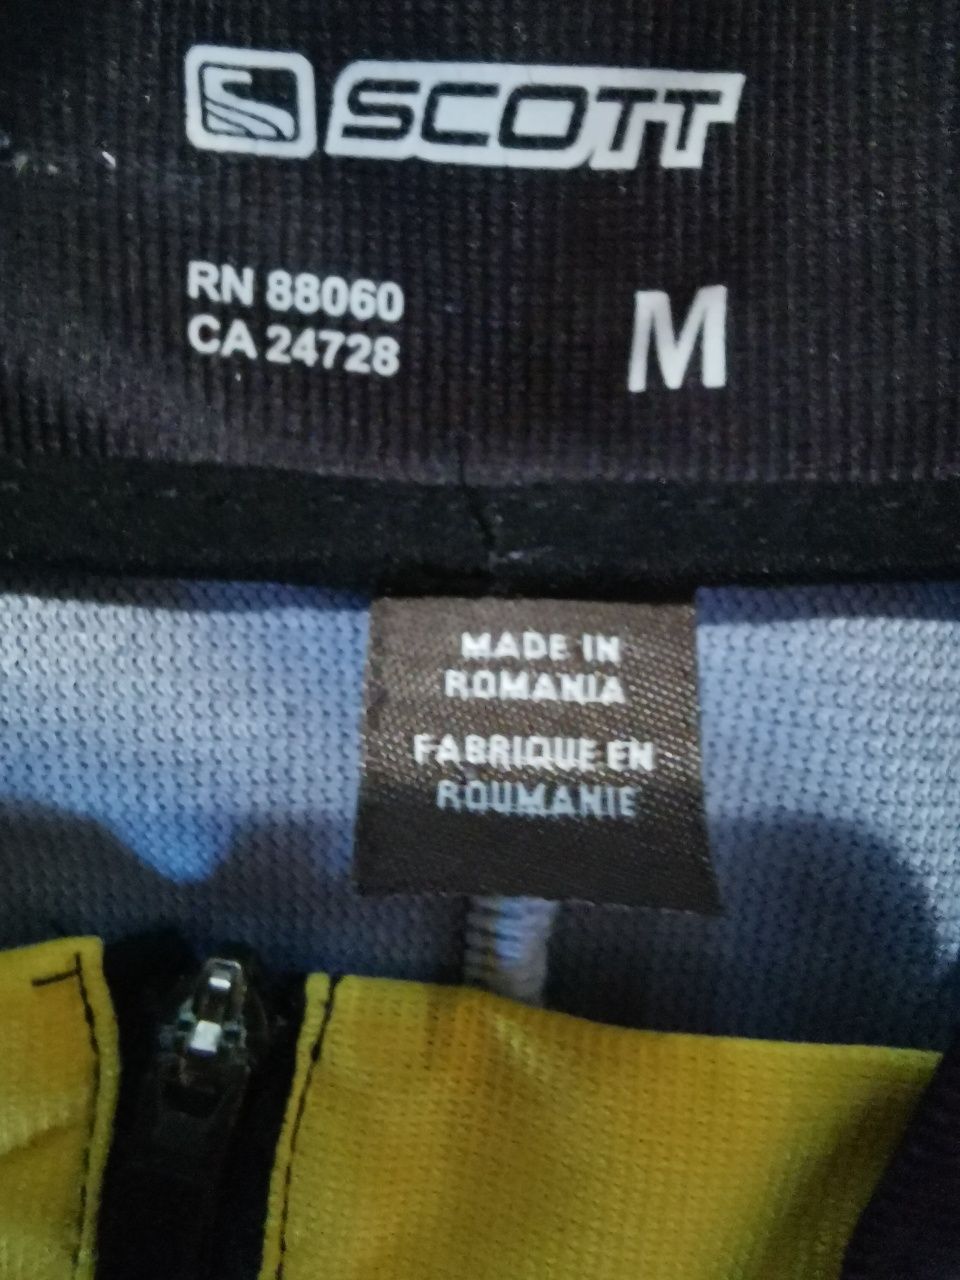 SCOTT
RN 88060
CA 24728
M
MADE IN
ROMANIA
FABRIQUE EN
ROUMANIE